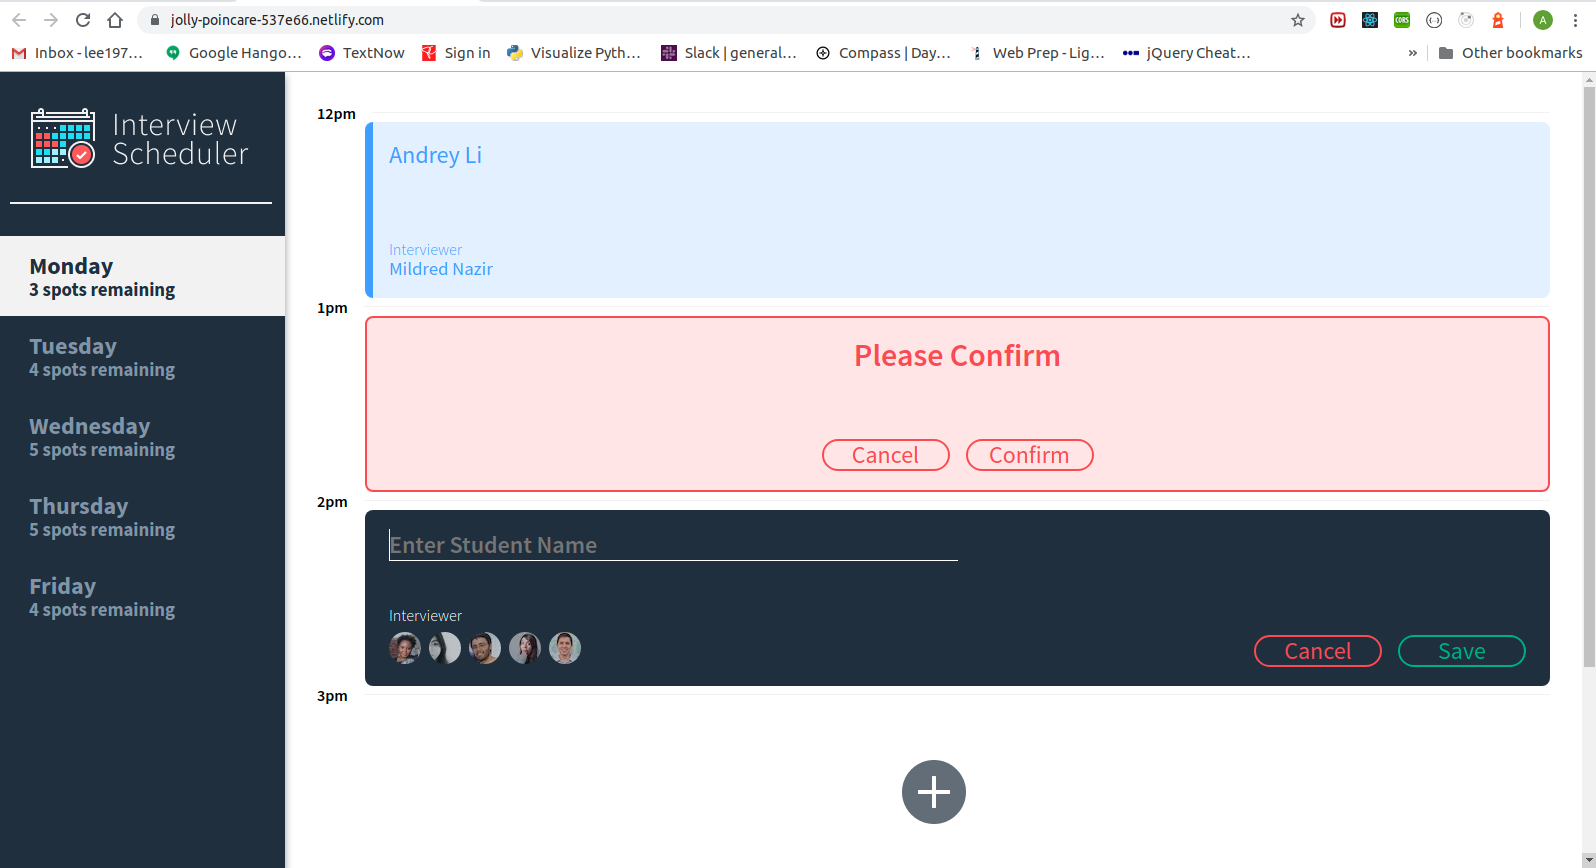 jolly-poincare-537e66.netlify.com
A
Inbox - lee197… Google Hango… TextNow Sign in Visualize Pyth… Slack | general… Compass | Day… Web Prep - Lig… jQuery Cheat… » Other bookmarks
CORS
Interview
Scheduler
Monday
3 spots remaining
Tuesday
4 spots remaining
Wednesday
5 spots remaining
Thursday
5 spots remaining
Friday
4 spots remaining
12pm
Andrey Li
Interviewer
Mildred Nazir
1pm
Please Confirm
Cancel Confirm
2pm
Enter Student Name
Interviewer
Cancel Save
3pm